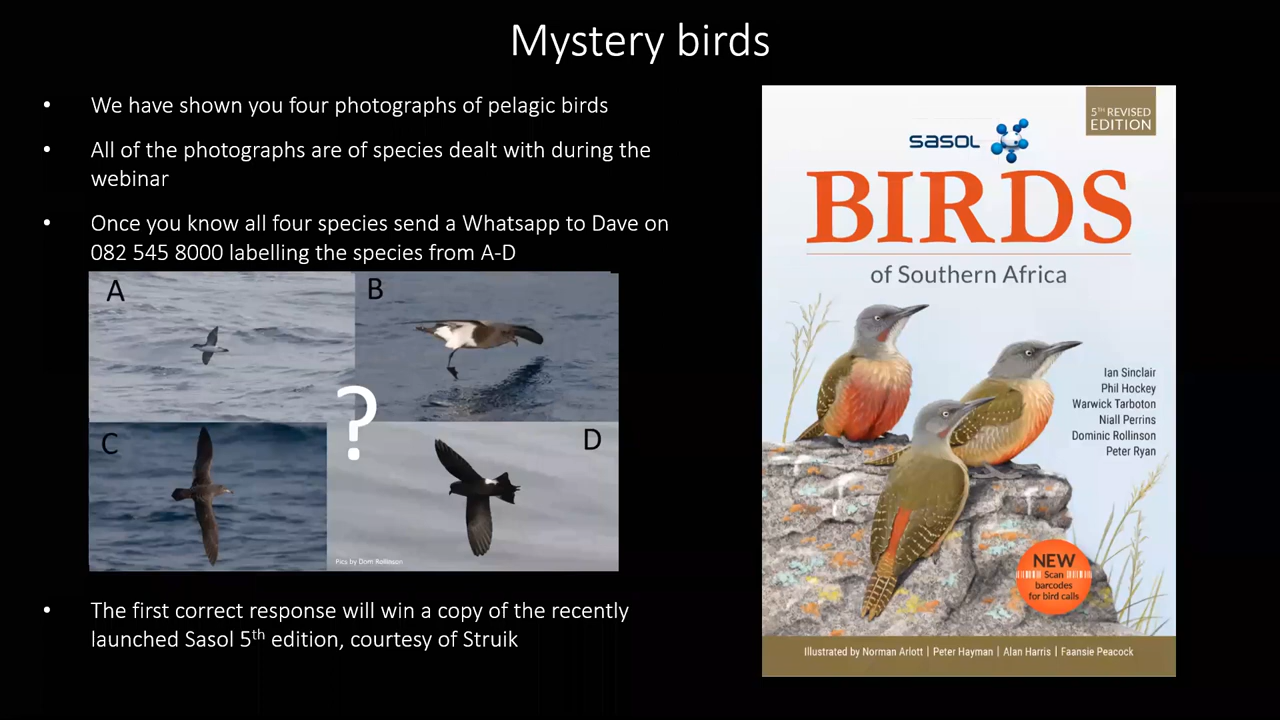 Mystery birds
• We have shown you four photographs of pelagic birds
• All of the photographs are of species dealt with during the
webinar
• Once you know all four species send a Whatsapp to Dave on
082 545 8000 labelling the species from A-D
A
B
?
C
D
Pics by Dom Rollinson
• The first correct response will win a copy of the recently
launched Sasol 5th edition, courtesy of Struik
5TH REVISED
EDITION
sasol
BIRDS
of Southern Africa
Ian Sinclair
Phil Hockey
Warwick Tarboton
Niall Perrins
Dominic Rollinson
Peter Ryan
NEW
Scan
barcodes
for bird calls
Illustrated by Norman Arlott | Peter Hayman | Alan Harris | Faansie Peacock